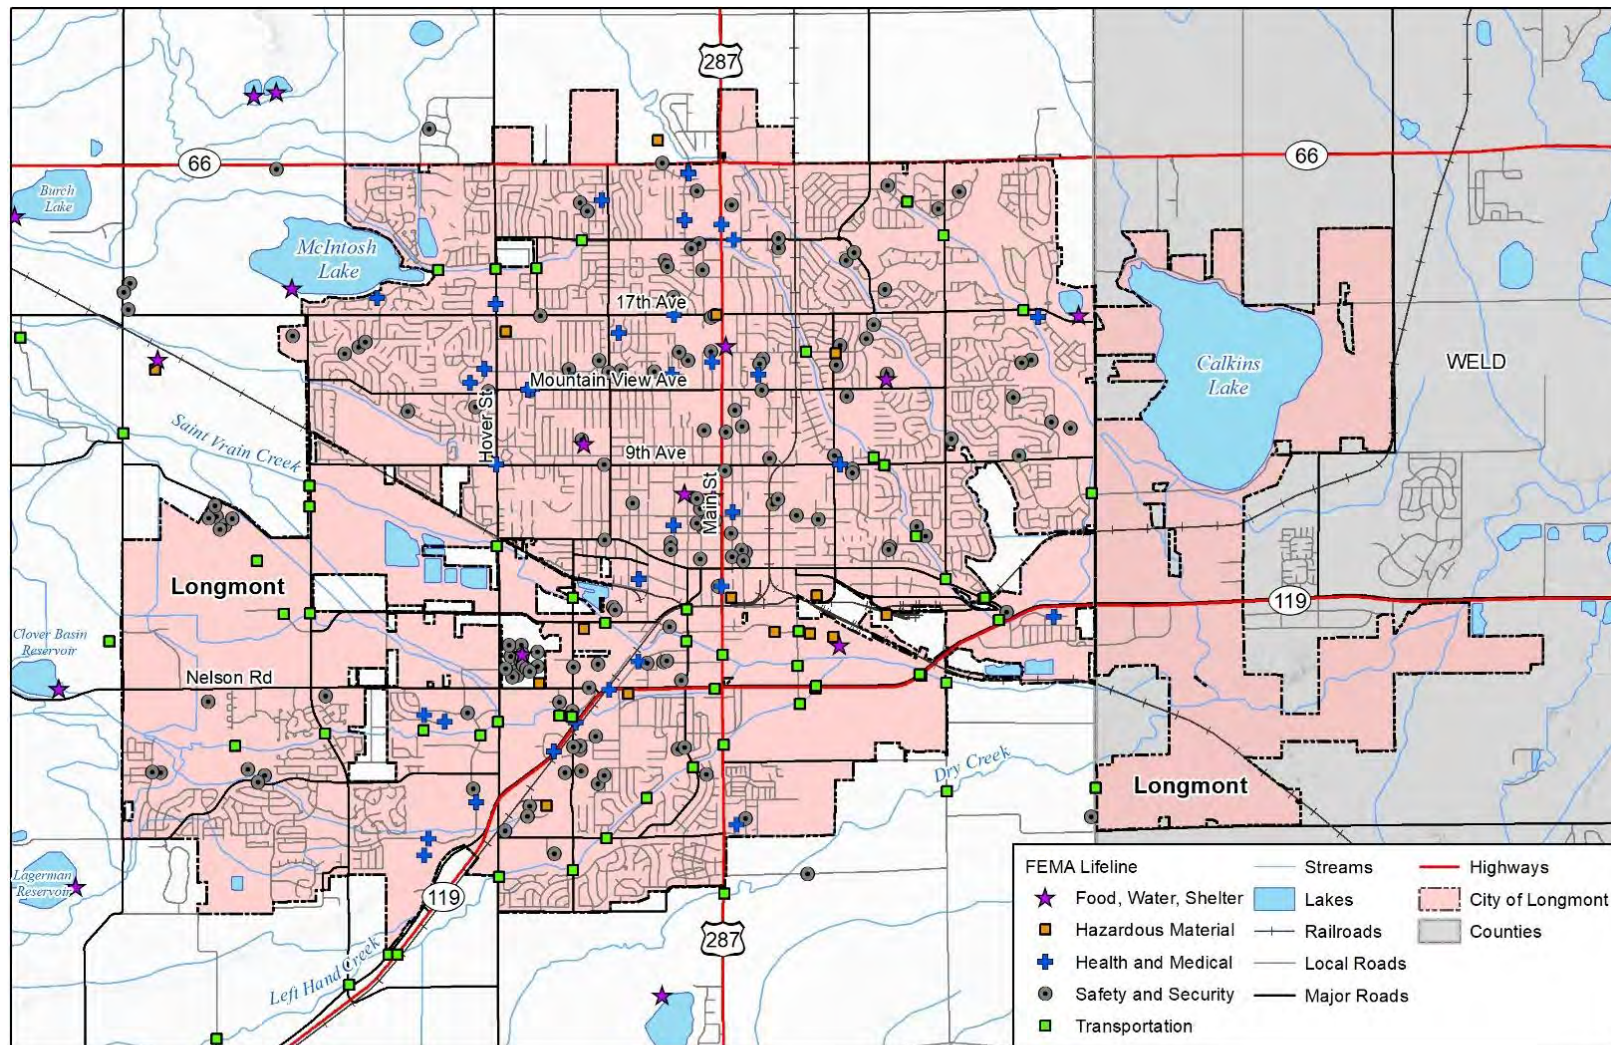 287
66
66
Burch
Lake
McIntosh
Lake
17th Ave
Mountain View Ave
Calkins
Lake
WELD
Hover St
Saint Vrain Creek
9th Ave
Main St
Longmont
119
Clover Basin
Reservoir
Nelson Rd
Dry Creek
Longmont
Lagerman
Reservoir
119
287
Left Hand Creek
FEMA Lifeline
Food, Water, Shelter
Hazardous Material
Health and Medical
Safety and Security
Transportation
Streams
Lakes
Railroads
Local Roads
Major Roads
Highways
City of Longmont
Counties